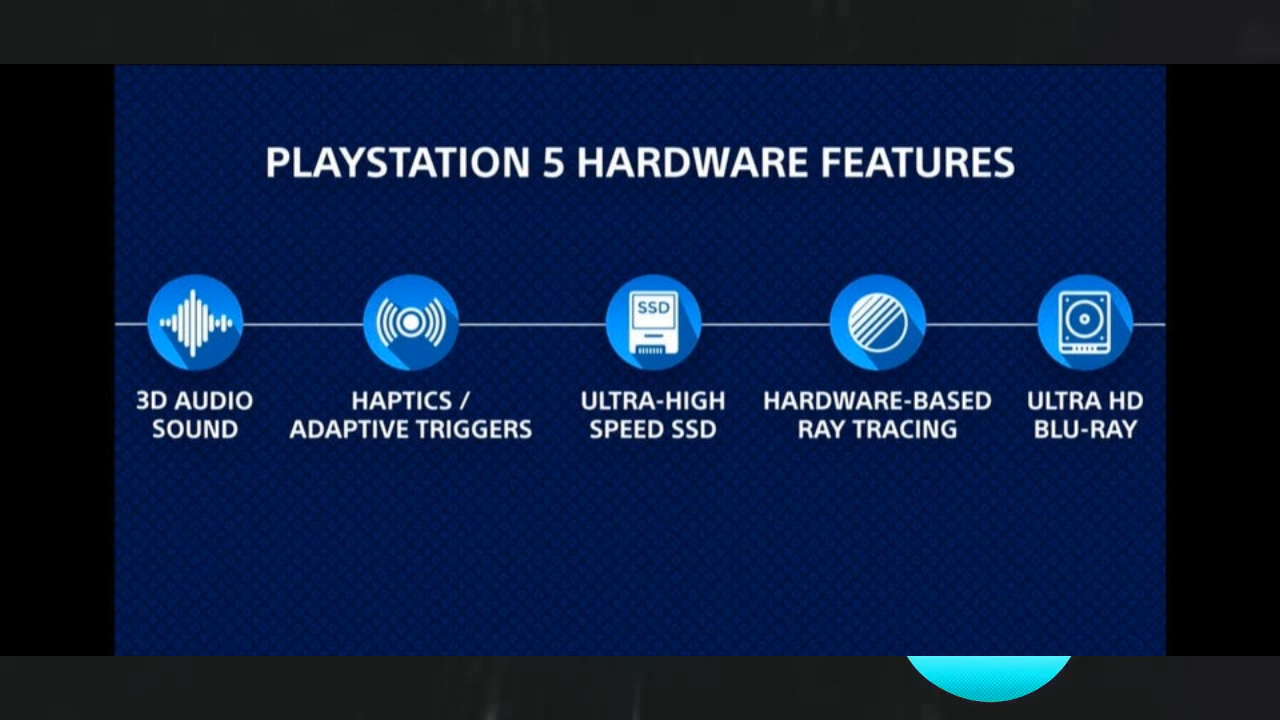 PLAYSTATION 5 HARDWARE FEATURES
SSD
3D AUDIO
SOUND
HAPTICS /
ADAPTIVE TRIGGERS
ULTRA-HIGH
SPEED SSD
HARDWARE-BASED
RAY TRACING
ULTRA HD
BLU-RAY